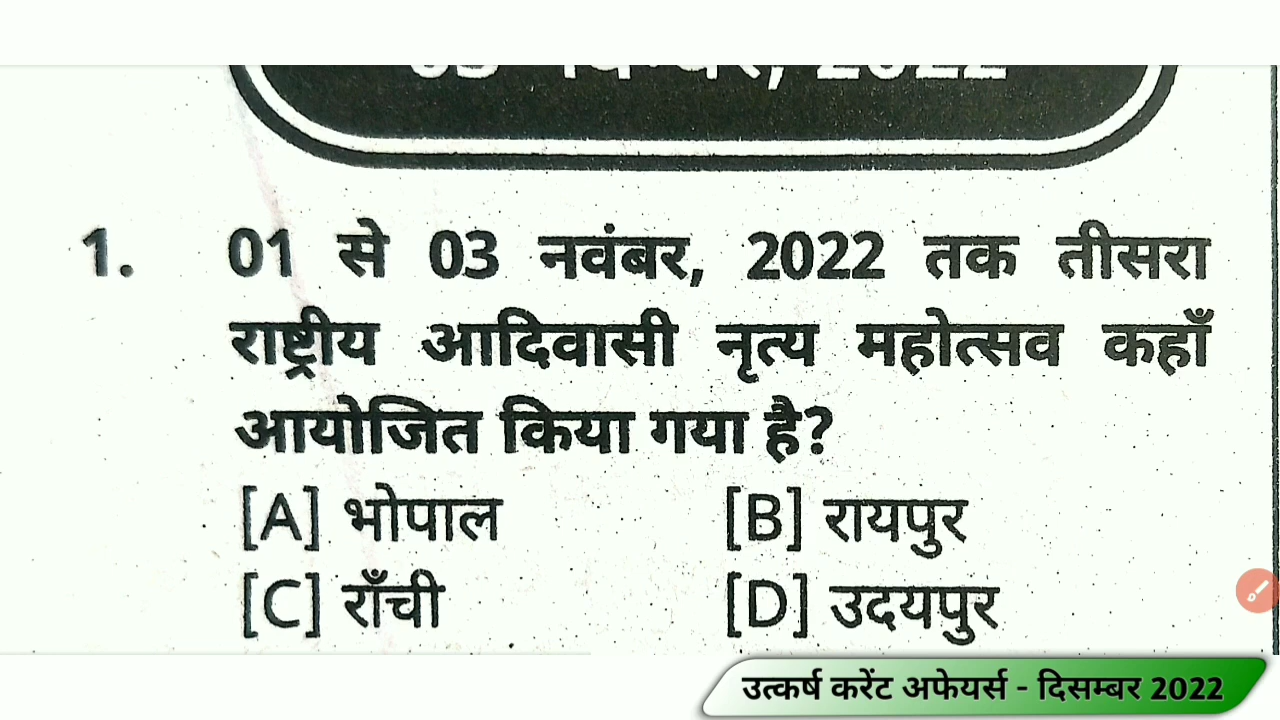 1. 01 से 03 नवंबर, 2022 तक तीसरा
राष्ट्रीय आदिवासी नृत्य महोत्सव कहाँ
आयोजित किया गया है?
[A] भोपाल [B] रायपुर
[C] राँची [D] उदयपुर
उत्कर्ष करेंट अफेयर्स - दिसम्बर 2022